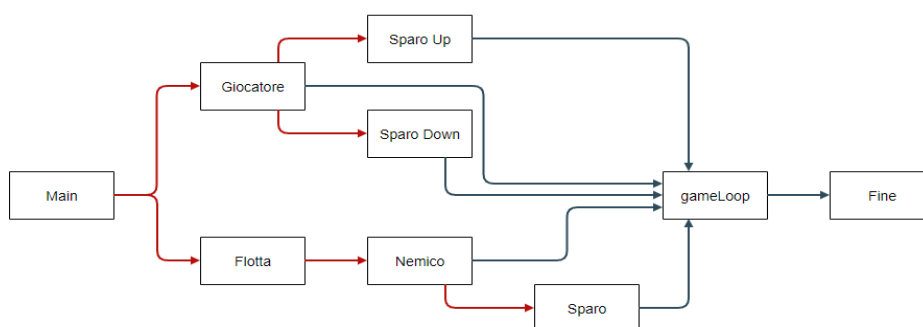 Sparo Up
Giocatore
Sparo Down
Main
gameLoop
Fine
Flotta
Nemico
Sparo